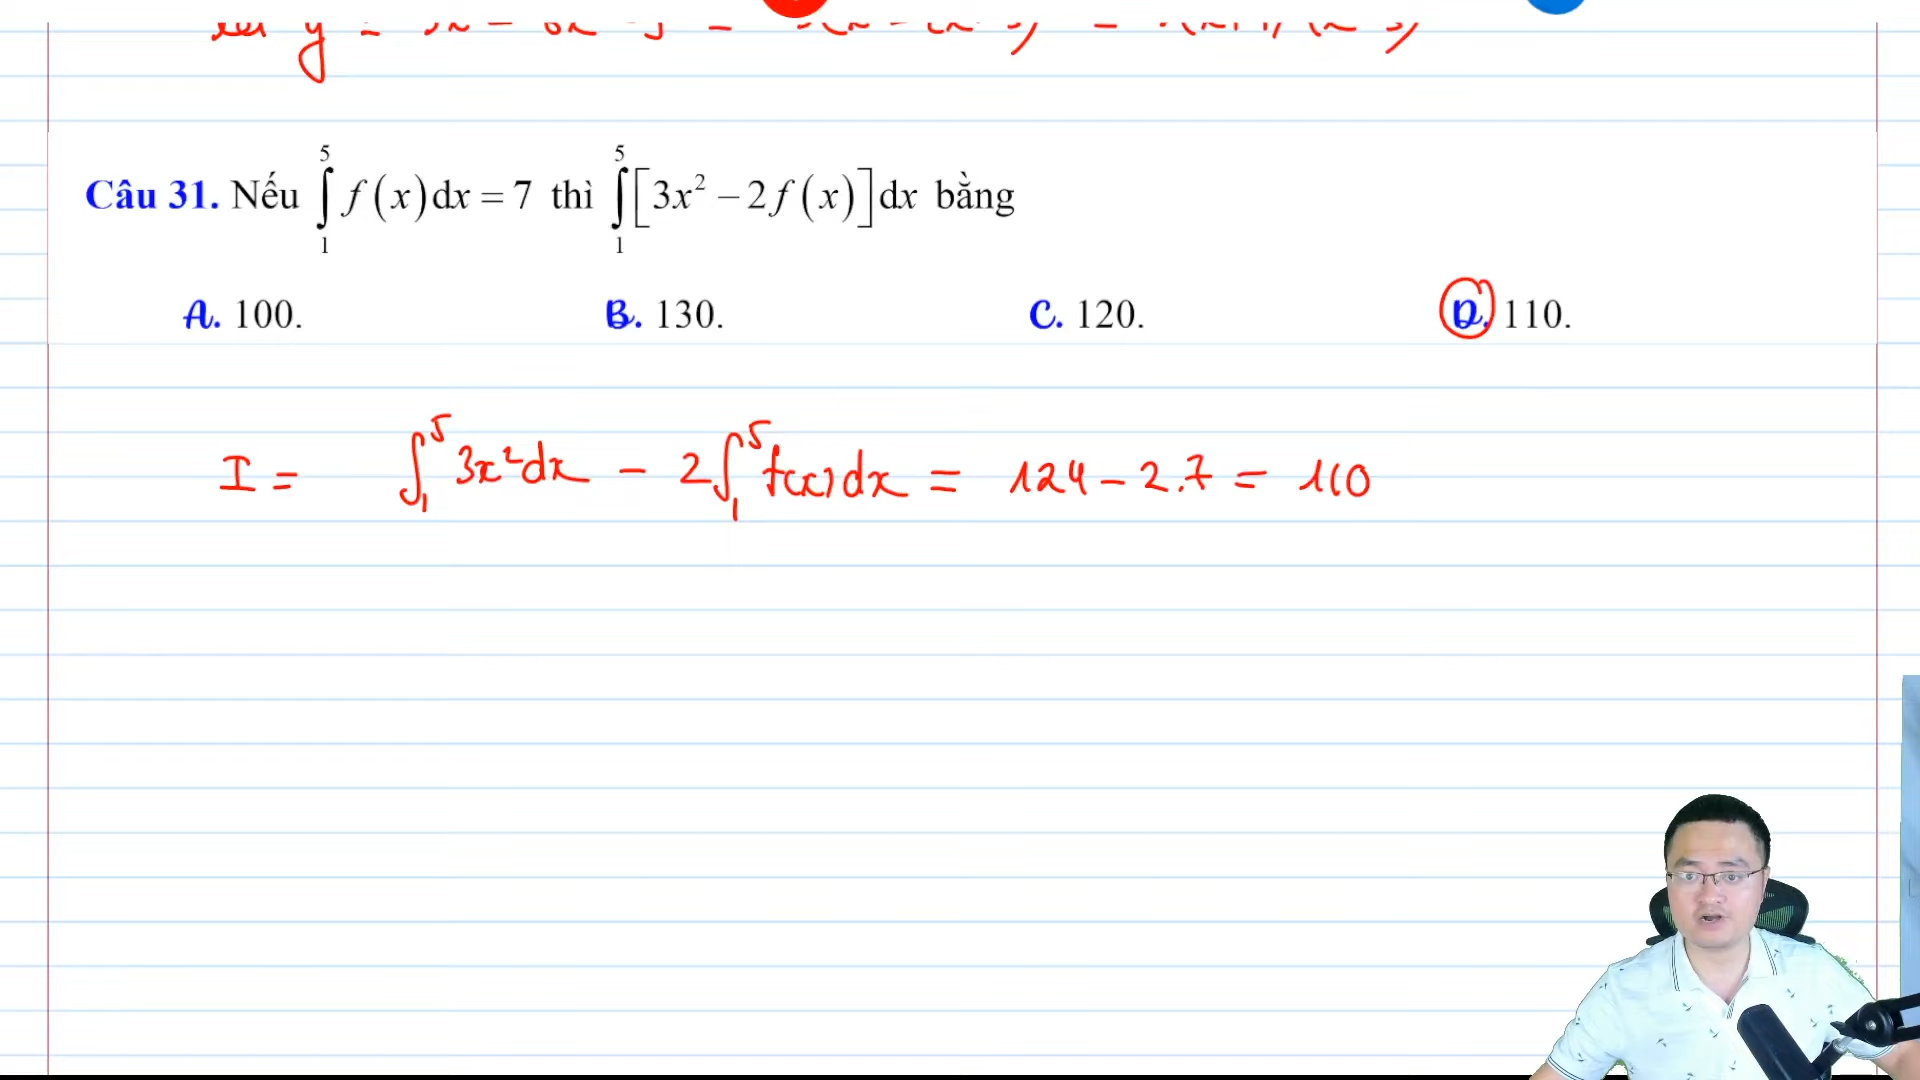 Câu 31. Nếu ∫₁⁵ f(x)dx = 7 thì ∫₁⁵ [3x² − 2f(x)]dx bằng
A. 100. B. 130. C. 120. D. 110.
I = ∫₁⁵ 3x²dx − 2∫₁⁵ f(x)dx = 124 − 2.7 = 110